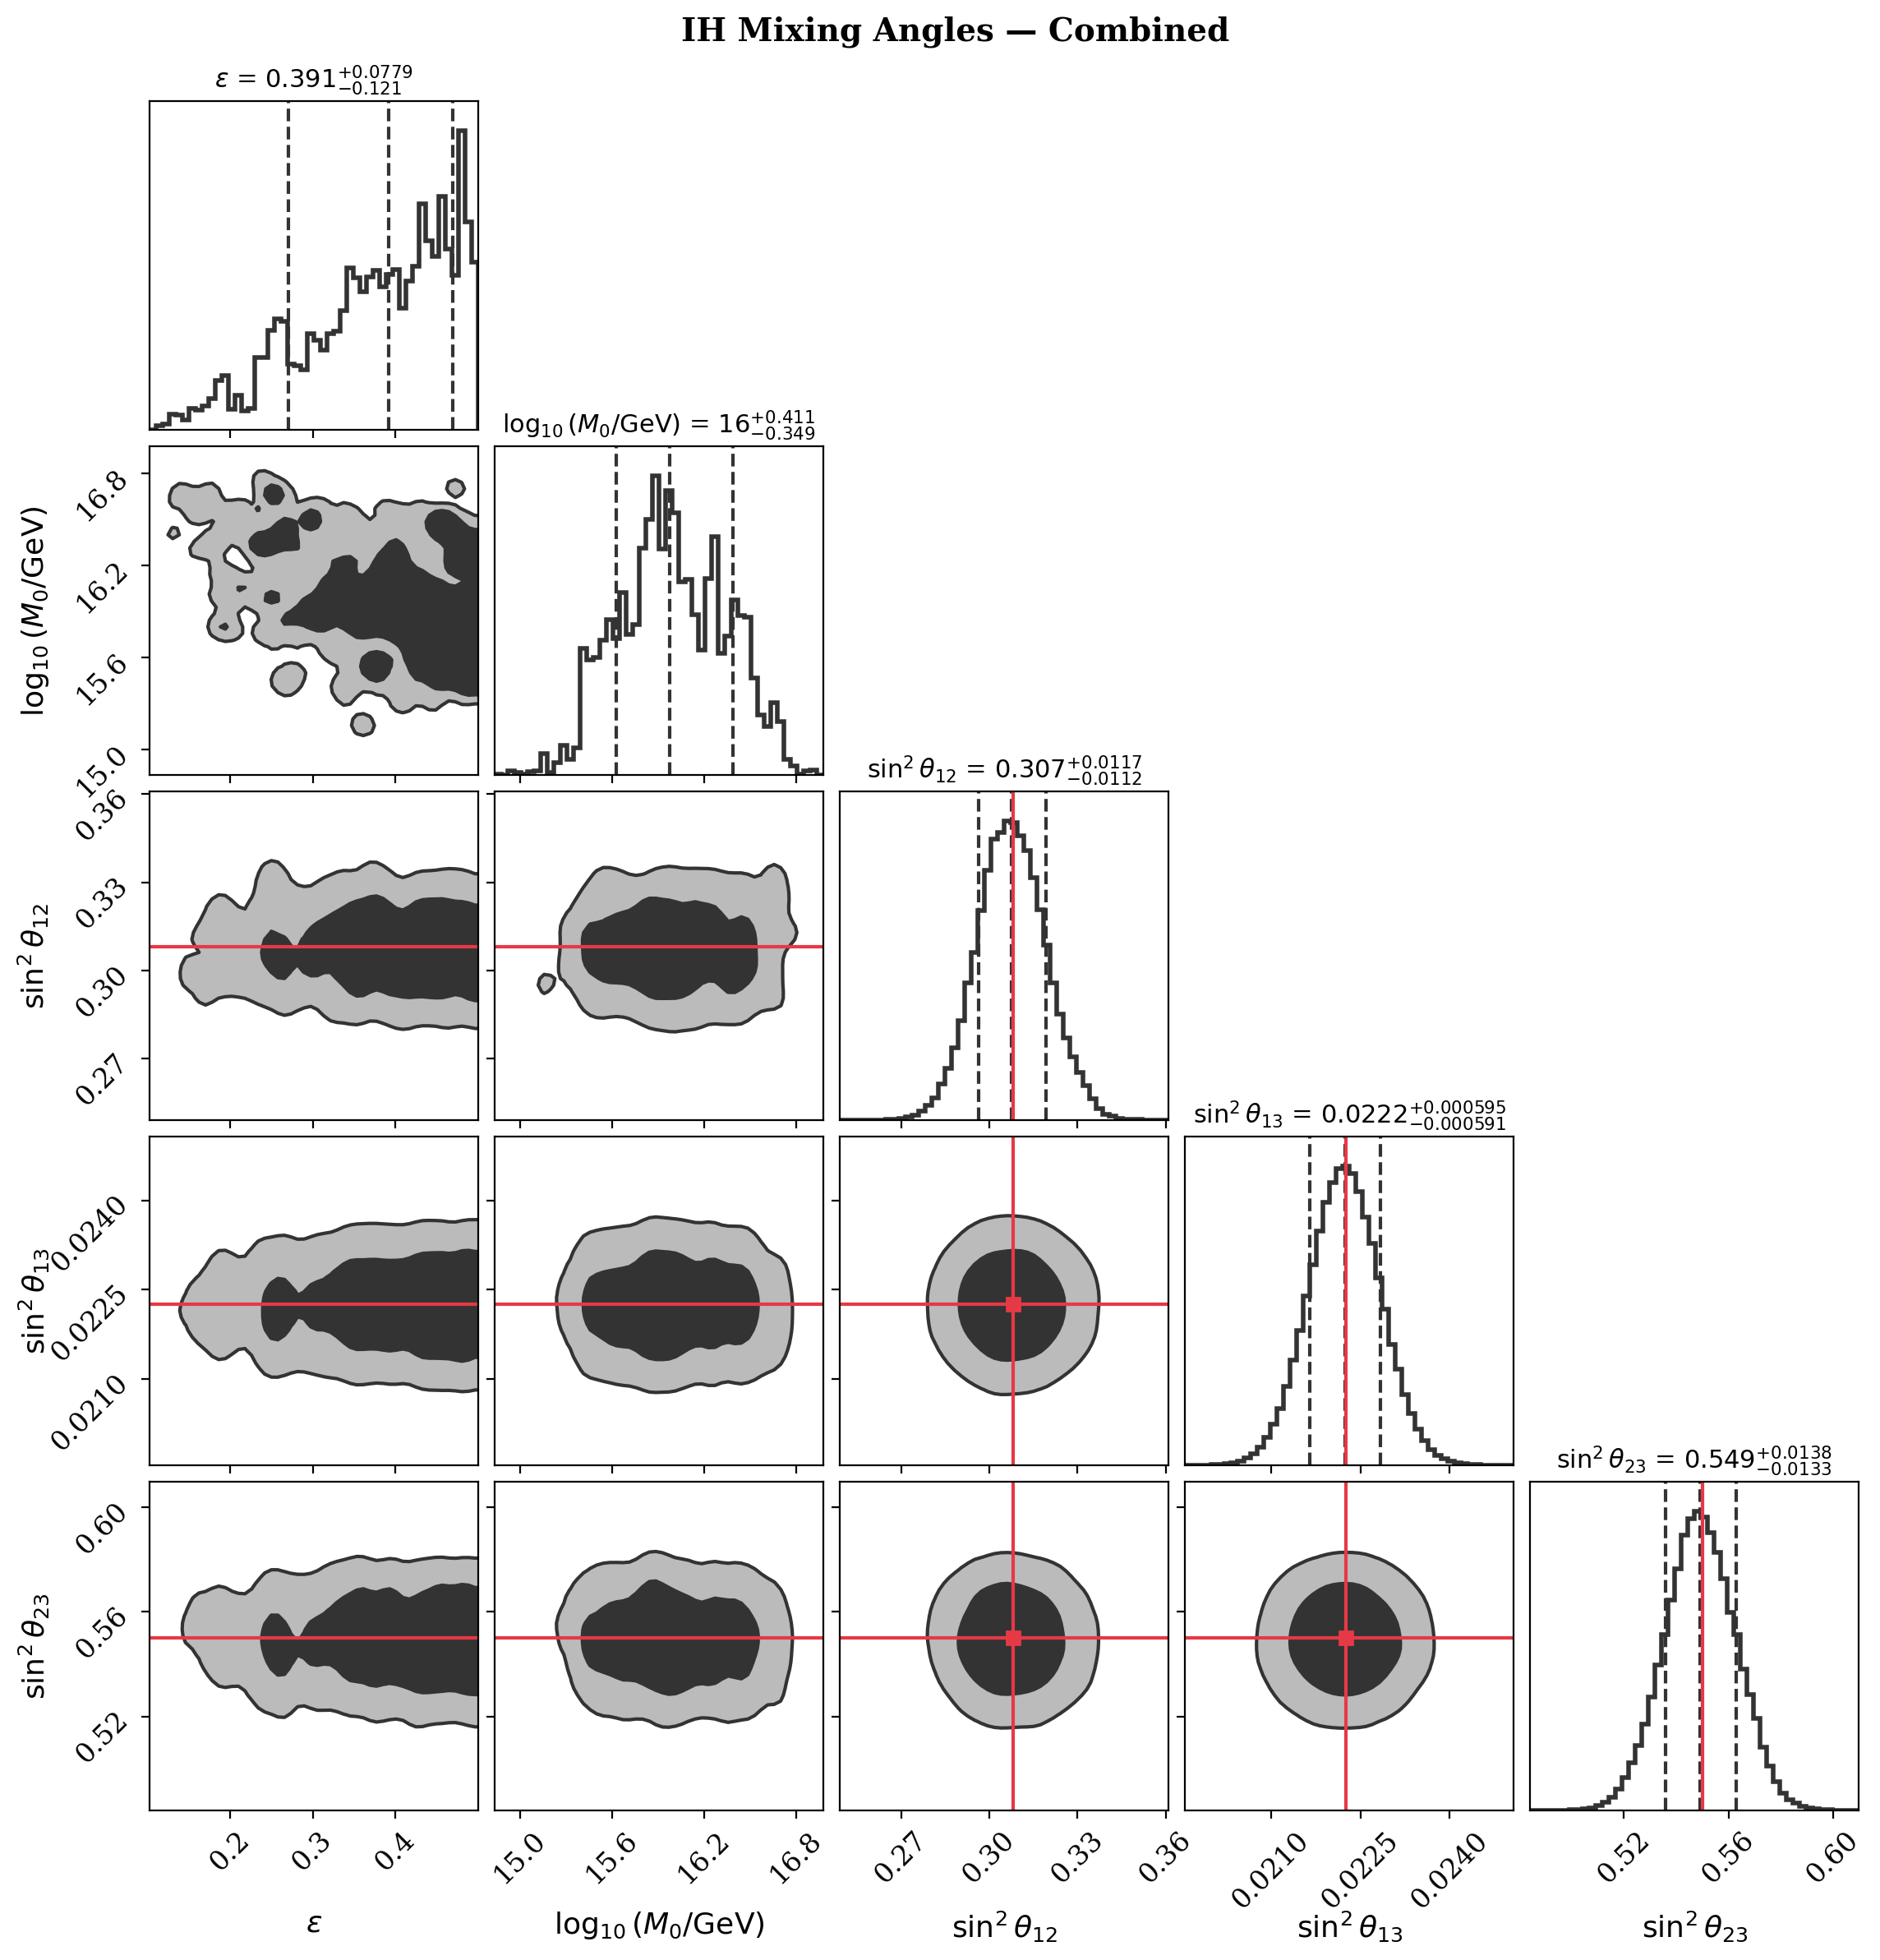 IH Mixing Angles — Combined
ε = 0.391 +0.0779 −0.121
log₁₀(M₀/GeV) = 16 +0.411 −0.349
log₁₀(M₀/GeV)
16.8
16.2
15.6
15.0
sin² θ₁₂ = 0.307 +0.0117 −0.0112
sin² θ₁₂
0.36
0.33
0.30
0.27
sin² θ₁₃ = 0.0222 +0.000595 −0.000591
sin² θ₁₃
0.0240
0.0225
0.0210
sin² θ₂₃ = 0.549 +0.0138 −0.0133
sin² θ₂₃
0.60
0.56
0.52
0.2 0.3 0.4 15.0 15.6 16.2 16.8 0.27 0.30 0.33 0.36 0.0210 0.0225 0.0240 0.52 0.56 0.60
ε log₁₀(M₀/GeV) sin² θ₁₂ sin² θ₁₃ sin² θ₂₃